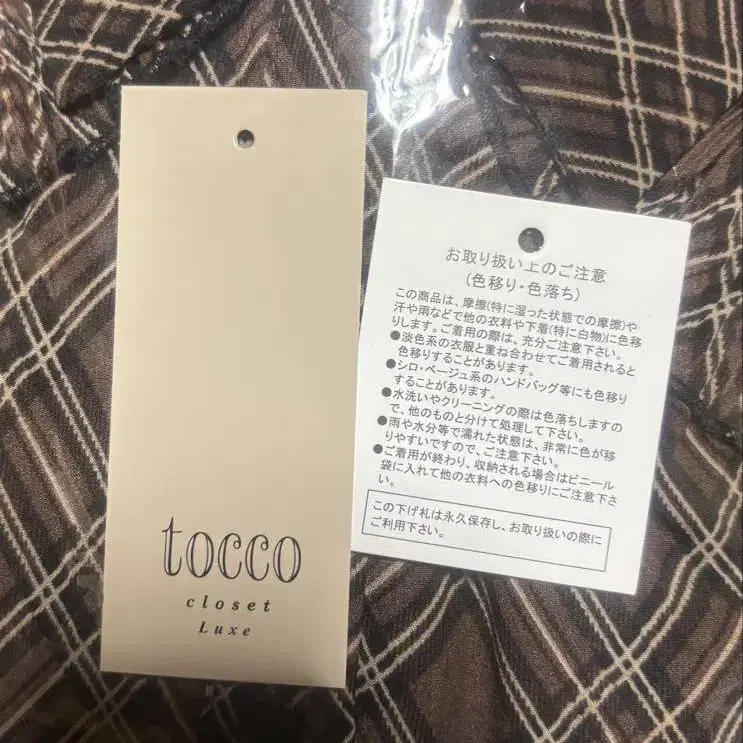 tocco
closet
Luxe
お取り扱い上のご注意
(色移り・色落ち)
この商品は、摩擦(特に湿った状態での摩擦)や
汗や雨などで他の衣料や下着(特に白物)に色移
りします。ご着用の際は、充分ご注意下さい。
●淡色系の衣服と重ね合わせてご着用されると
色移りすることがあります。
●シロ・ベージュ系のハンドバッグ等にも色移り
することがあります。
●水洗いやクリーニングの際は色落ちしますの
で、他のものと分けて処理して下さい。
●雨や水分等で濡れた状態は、非常に色が移
りやすいですので、ご注意下さい。
●ご着用が終わり、収納される場合はビニール
袋に入れて他の衣料への色移りにご注意下さ
い。
この下げ札は永久保存し、お取り扱いの際に
ご利用下さい。